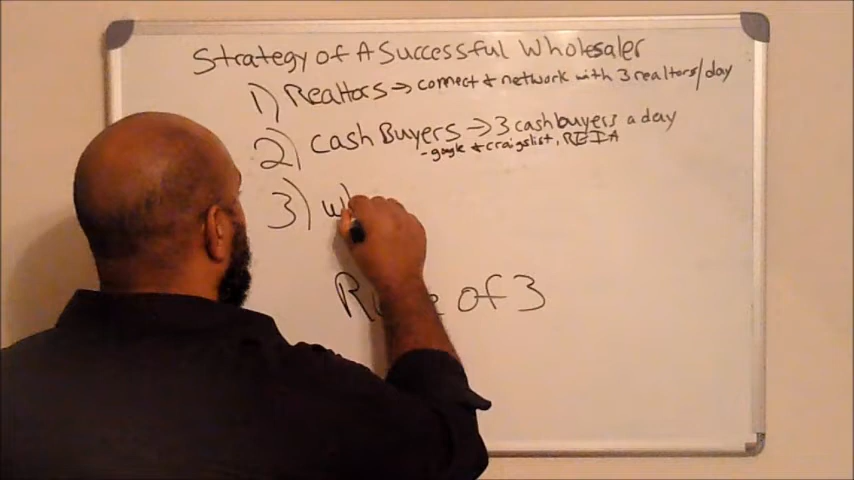 Strategy of A Successful Wholesaler
1) Realtors → connect & network with 3 realtors/day
2) Cash Buyers → 3 cash buyers a day
- google & craigslist, REIA
3) wh
of 3